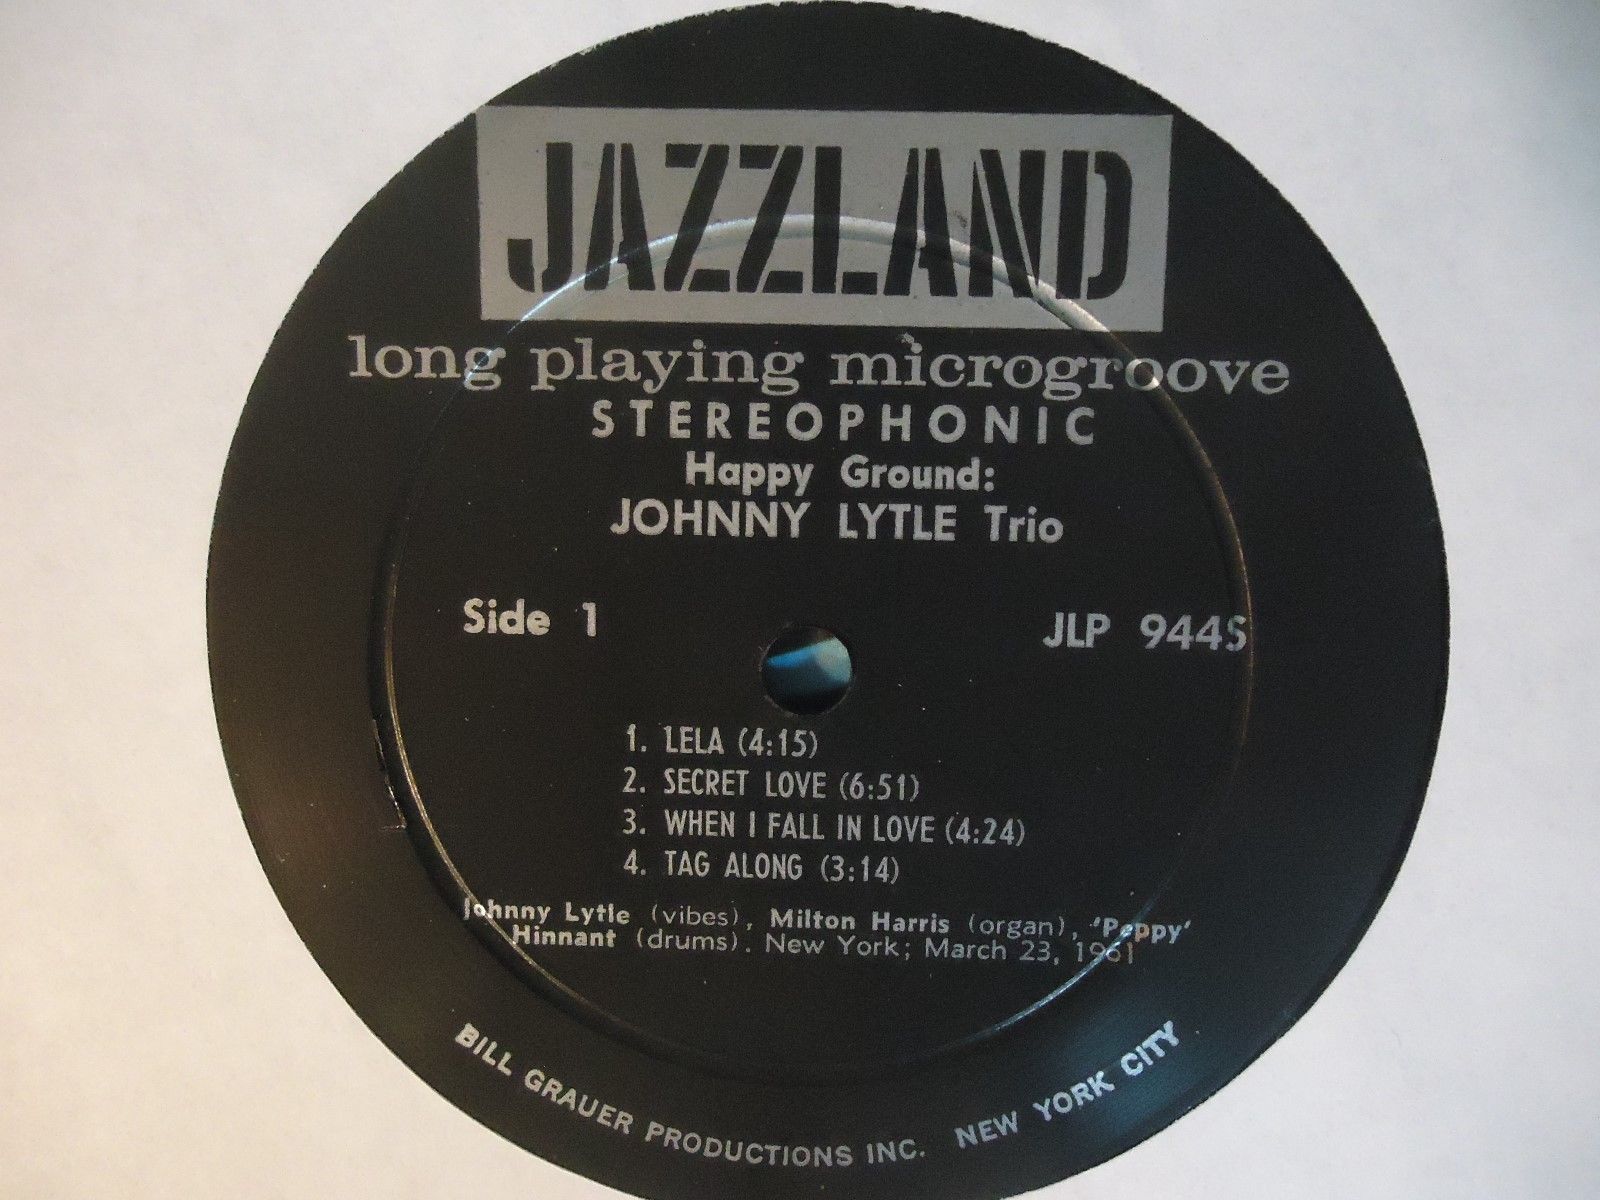 JAZZLAND
long playing microgroove
STEREOPHONIC
Happy Ground:
JOHNNY LYTLE Trio
Side 1
JLP 944S
1. LELA (4:15)
2. SECRET LOVE (6:51)
3. WHEN I FALL IN LOVE (4:24)
4. TAG ALONG (3:14)
Johnny Lytle (vibes), Milton Harris (organ), 'Peppy'
Hinnant (drums). New York; March 23, 1961
BILL GRAUER PRODUCTIONS INC. NEW YORK CITY